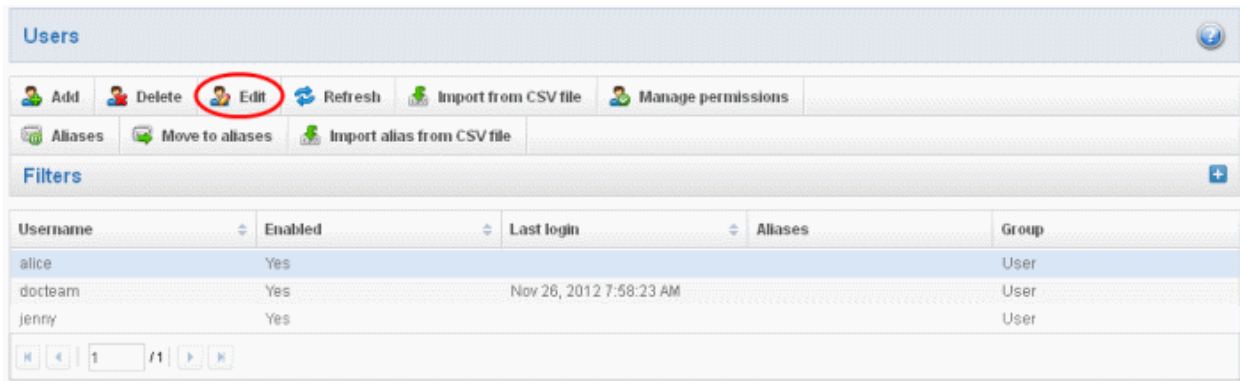 Users
Add Delete Edit Refresh Import from CSV file Manage permissions
Aliases Move to aliases Import alias from CSV file
Filters
Username Enabled Last login Aliases Group
alice Yes User
docteam Yes Nov 26, 2012 7:58:23 AM User
jenny Yes User
1 /1